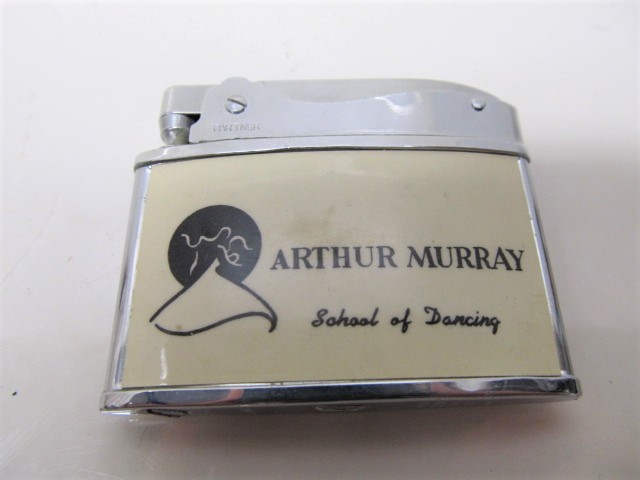 ARTHUR MURRAY
School of Dancing